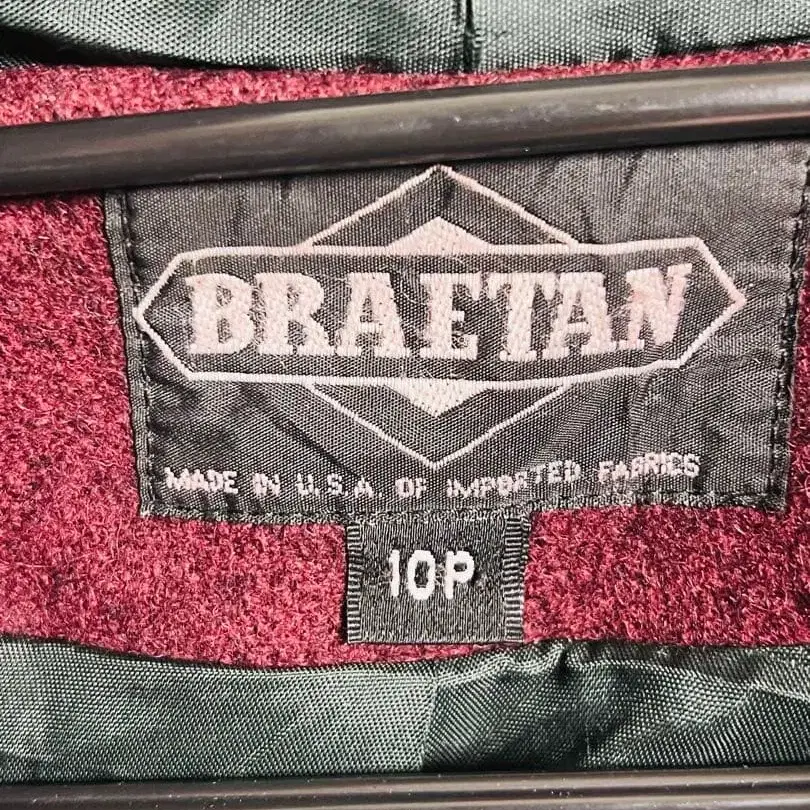 BRAETAN
MADE IN U.S.A. OF IMPORTED FABRICS
10P